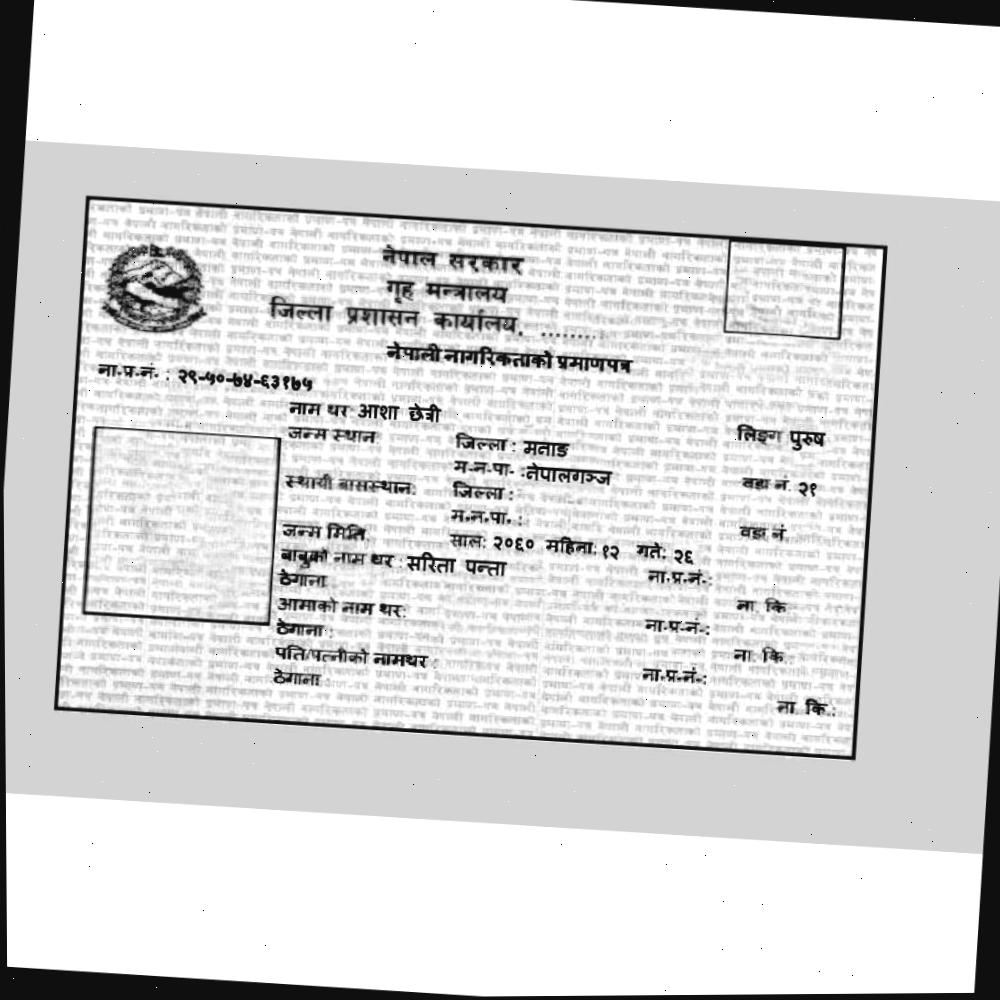 नेपाल सरकार
गृह मन्त्रालय
जिल्ला प्रशासन कार्यालय, .........
नेपाली नागरिकताको प्रमाणपत्र
ना.प्र.नं. : २९-५०-७४-६३१७५
नाम थर: आशा छेत्री लिङ्ग: पुरुष
जन्म स्थान: जिल्ला : मनाङ
म.न.पा. :नेपालगञ्ज वडा नं. २१
स्थायी बासस्थान: जिल्ला :
म.न.पा. : वडा नं.
जन्म मिति: साल: २०६० महिना: १२ गते: २६
बाबुको नाम थर : सरिता पन्ता ना.प्र.नं.:
ठेगाना : ना. कि.:
आमाको नाम थर: ना.प्र.नं.:
ठेगाना : ना. कि.:
पति/पत्नीको नामथर : ना.प्र.नं.:
ठेगाना: ना. कि.: